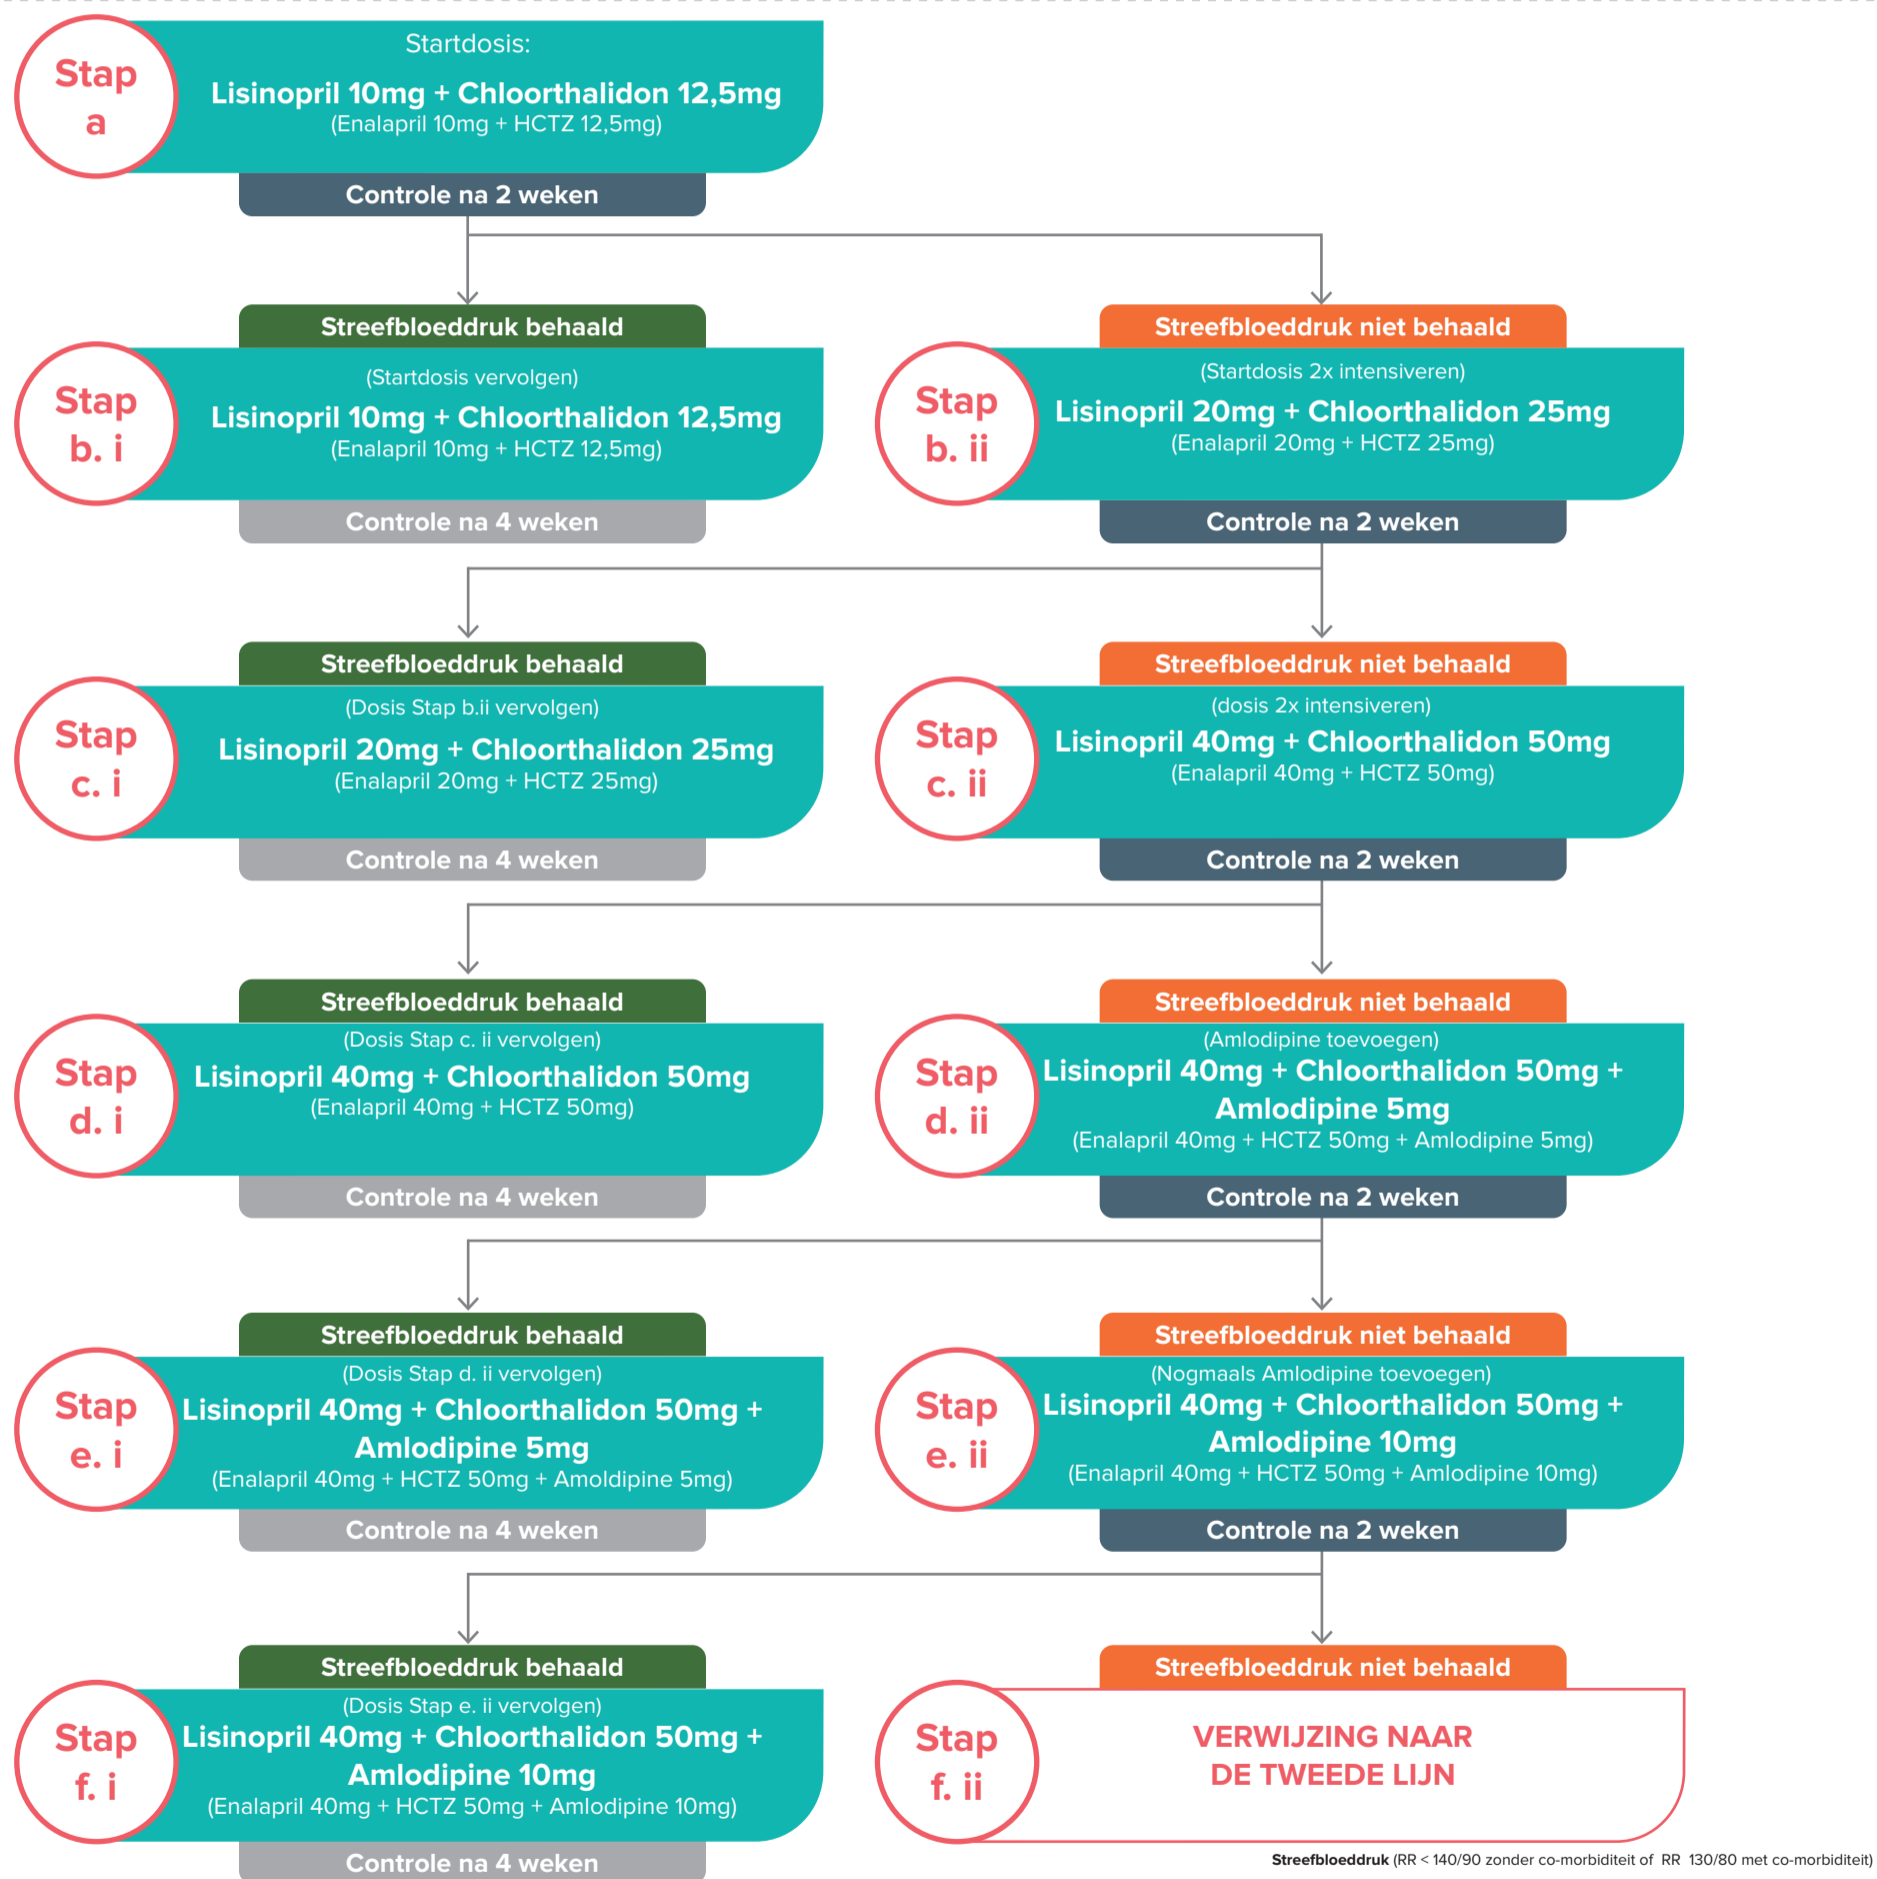 Stap
a
Startdosis:
Lisinopril 10mg + Chloorthalidon 12,5mg
(Enalapril 10mg + HCTZ 12,5mg)
Controle na 2 weken
Streefbloeddruk behaald
Stap
b. i
(Startdosis vervolgen)
Lisinopril 10mg + Chloorthalidon 12,5mg
(Enalapril 10mg + HCTZ 12,5mg)
Controle na 4 weken
Streefbloeddruk niet behaald
Stap
b. ii
(Startdosis 2x intensiveren)
Lisinopril 20mg + Chloorthalidon 25mg
(Enalapril 20mg + HCTZ 25mg)
Controle na 2 weken
Streefbloeddruk behaald
Stap
c. i
(Dosis Stap b.ii vervolgen)
Lisinopril 20mg + Chloorthalidon 25mg
(Enalapril 20mg + HCTZ 25mg)
Controle na 4 weken
Streefbloeddruk niet behaald
Stap
c. ii
(dosis 2x intensiveren)
Lisinopril 40mg + Chloorthalidon 50mg
(Enalapril 40mg + HCTZ 50mg)
Controle na 2 weken
Streefbloeddruk behaald
Stap
d. i
(Dosis Stap c. ii vervolgen)
Lisinopril 40mg + Chloorthalidon 50mg
(Enalapril 40mg + HCTZ 50mg)
Controle na 4 weken
Streefbloeddruk niet behaald
Stap
d. ii
(Amlodipine toevoegen)
Lisinopril 40mg + Chloorthalidon 50mg +
Amlodipine 5mg
(Enalapril 40mg + HCTZ 50mg + Amlodipine 5mg)
Controle na 2 weken
Streefbloeddruk behaald
Stap
e. i
(Dosis Stap d. ii vervolgen)
Lisinopril 40mg + Chloorthalidon 50mg +
Amlodipine 5mg
(Enalapril 40mg + HCTZ 50mg + Amoldipine 5mg)
Controle na 4 weken
Streefbloeddruk niet behaald
Stap
e. ii
(Nogmaals Amlodipine toevoegen)
Lisinopril 40mg + Chloorthalidon 50mg +
Amlodipine 10mg
(Enalapril 40mg + HCTZ 50mg + Amlodipine 10mg)
Controle na 2 weken
Streefbloeddruk behaald
Stap
f. i
(Dosis Stap e. ii vervolgen)
Lisinopril 40mg + Chloorthalidon 50mg +
Amlodipine 10mg
(Enalapril 40mg + HCTZ 50mg + Amlodipine 10mg)
Controle na 4 weken
Streefbloeddruk niet behaald
Stap
f. ii
VERWIJZING NAAR
DE TWEEDE LIJN
Streefbloeddruk (RR < 140/90 zonder co-morbiditeit of RR 130/80 met co-morbiditeit)